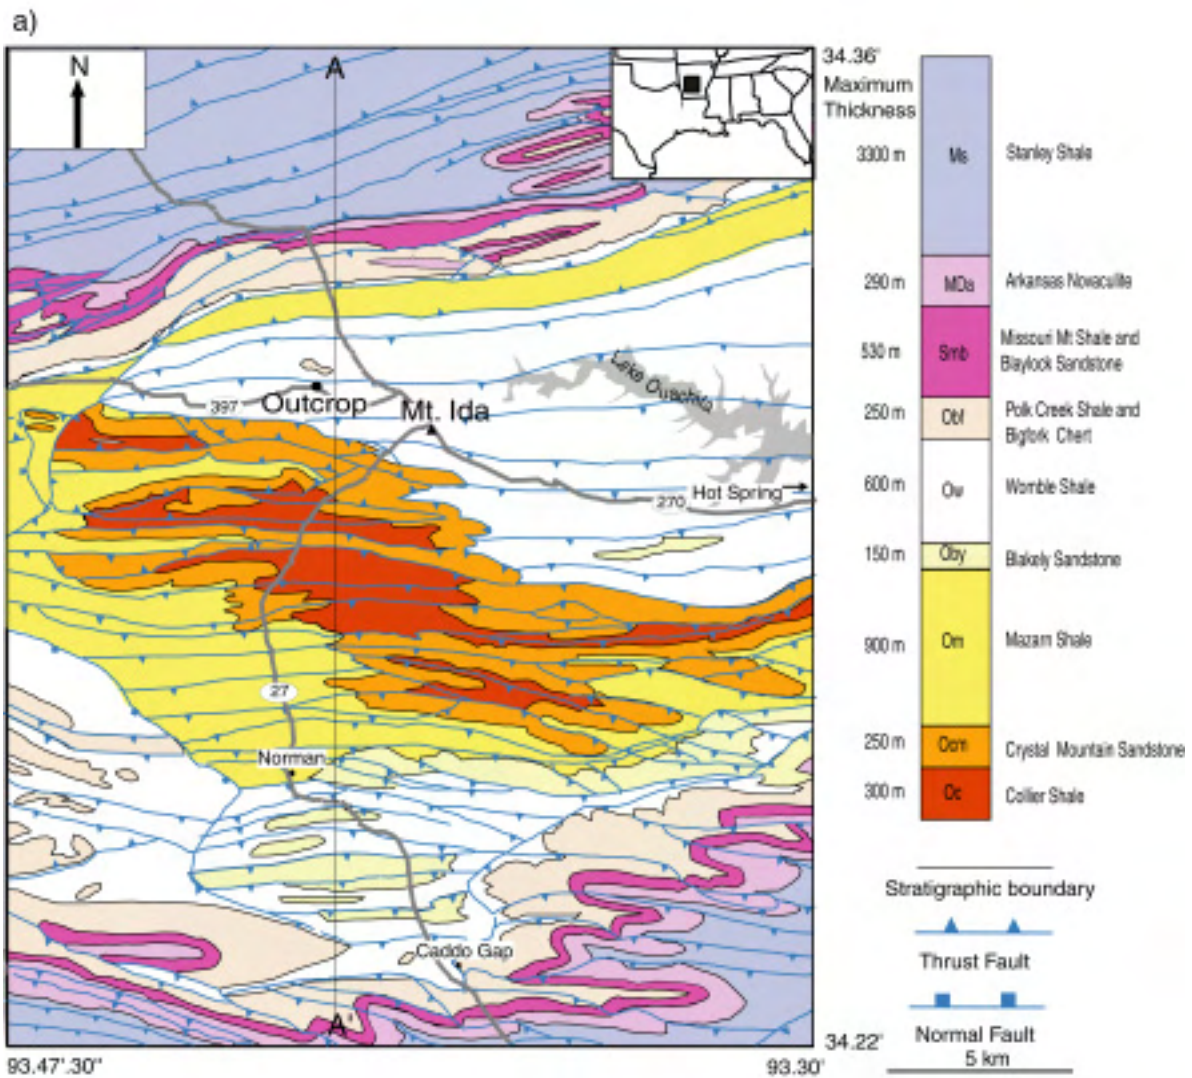 a)
N
A
34.36'
Maximum
Thickness
3300 m
Ms
Stanley Shale
290 m
MDa
Arkansas Novaculite
530 m
Smb
Missouri Mt Shale and
Blaylock Sandstone
250 m
Obf
Polk Creek Shale and
Bigfork Chert
600 m
Ow
Womble Shale
150 m
Oby
Blakely Sandstone
900 m
Om
Mazarn Shale
250 m
Ocm
Crystal Mountain Sandstone
300 m
Oc
Collier Shale
Lake Ouachita
397
Outcrop
Mt. Ida
Hot Spring
270
27
Norman
Caddo Gap
A'
Stratigraphic boundary
Thrust Fault
Normal Fault
5 km
34.22'
93.47'.30"
93.30'